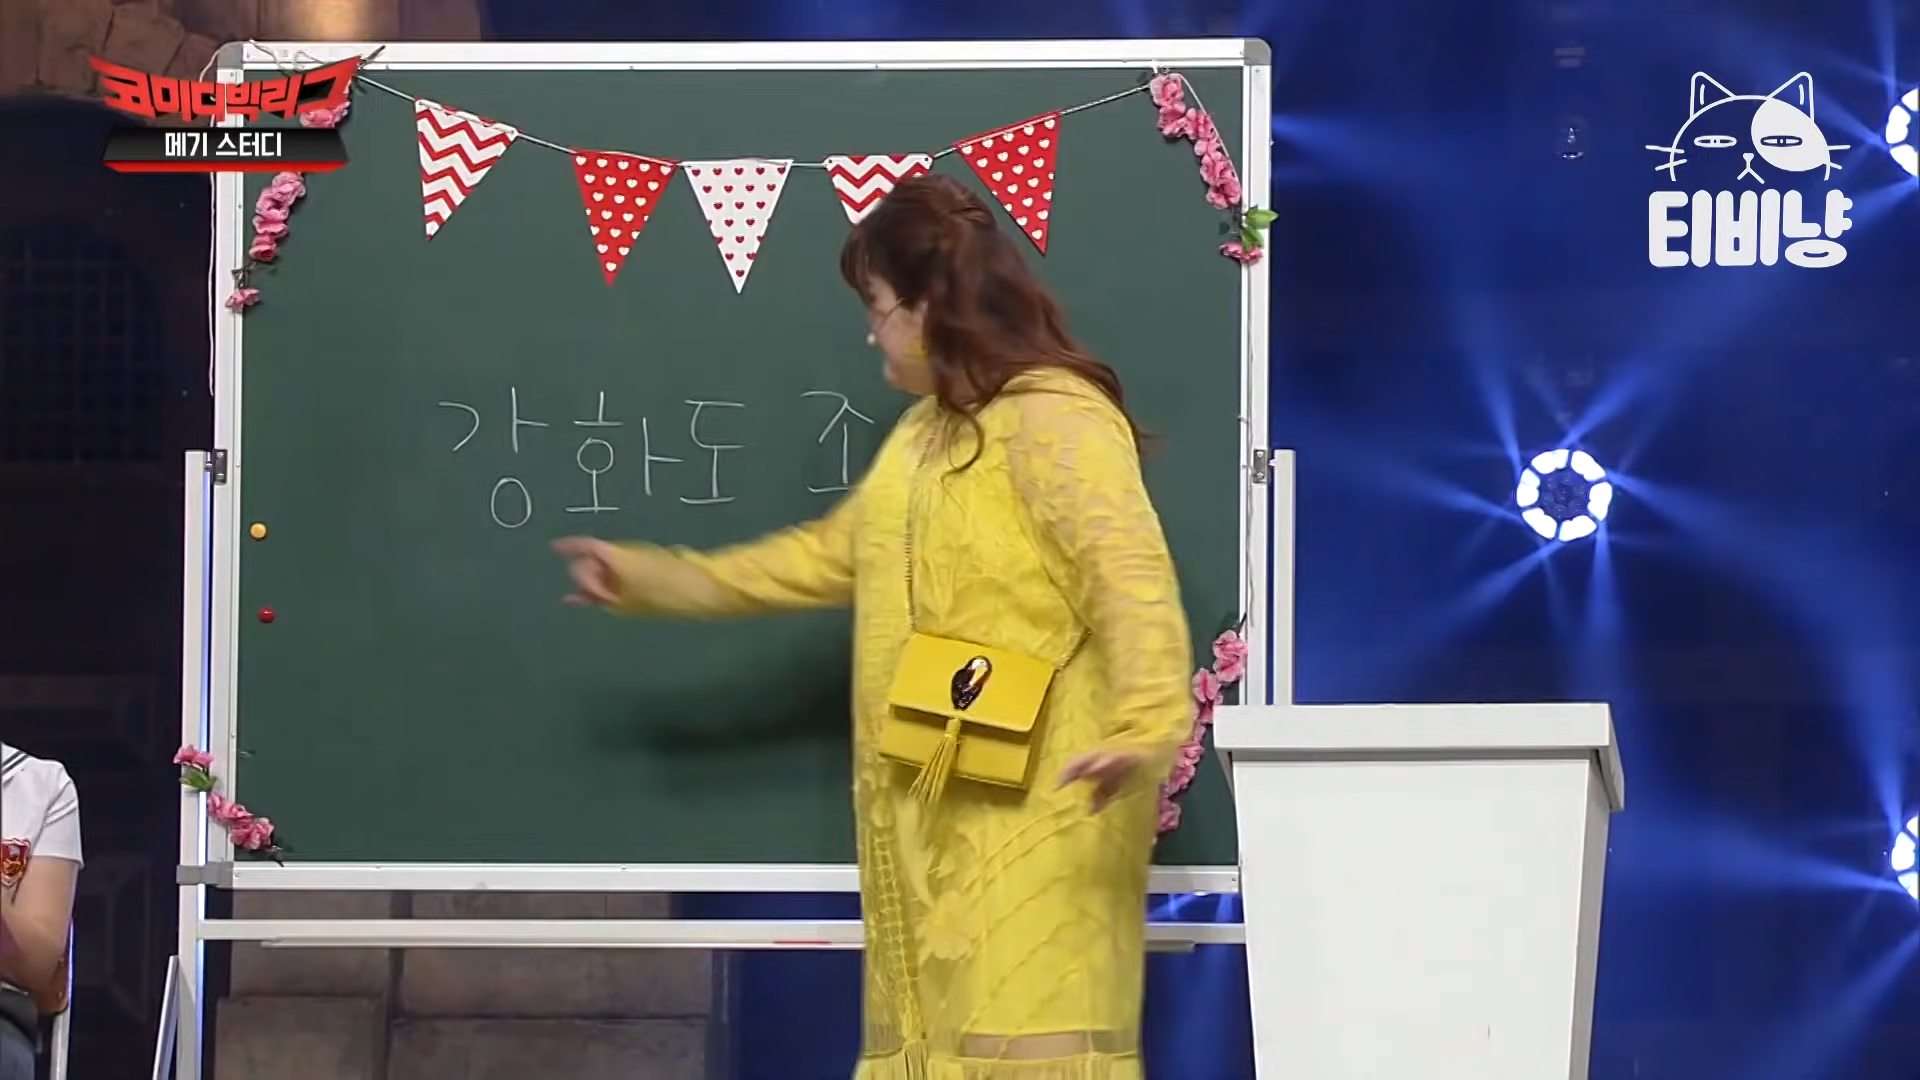 코미디빅리그
메기 스터디
티비냥
강화도 조